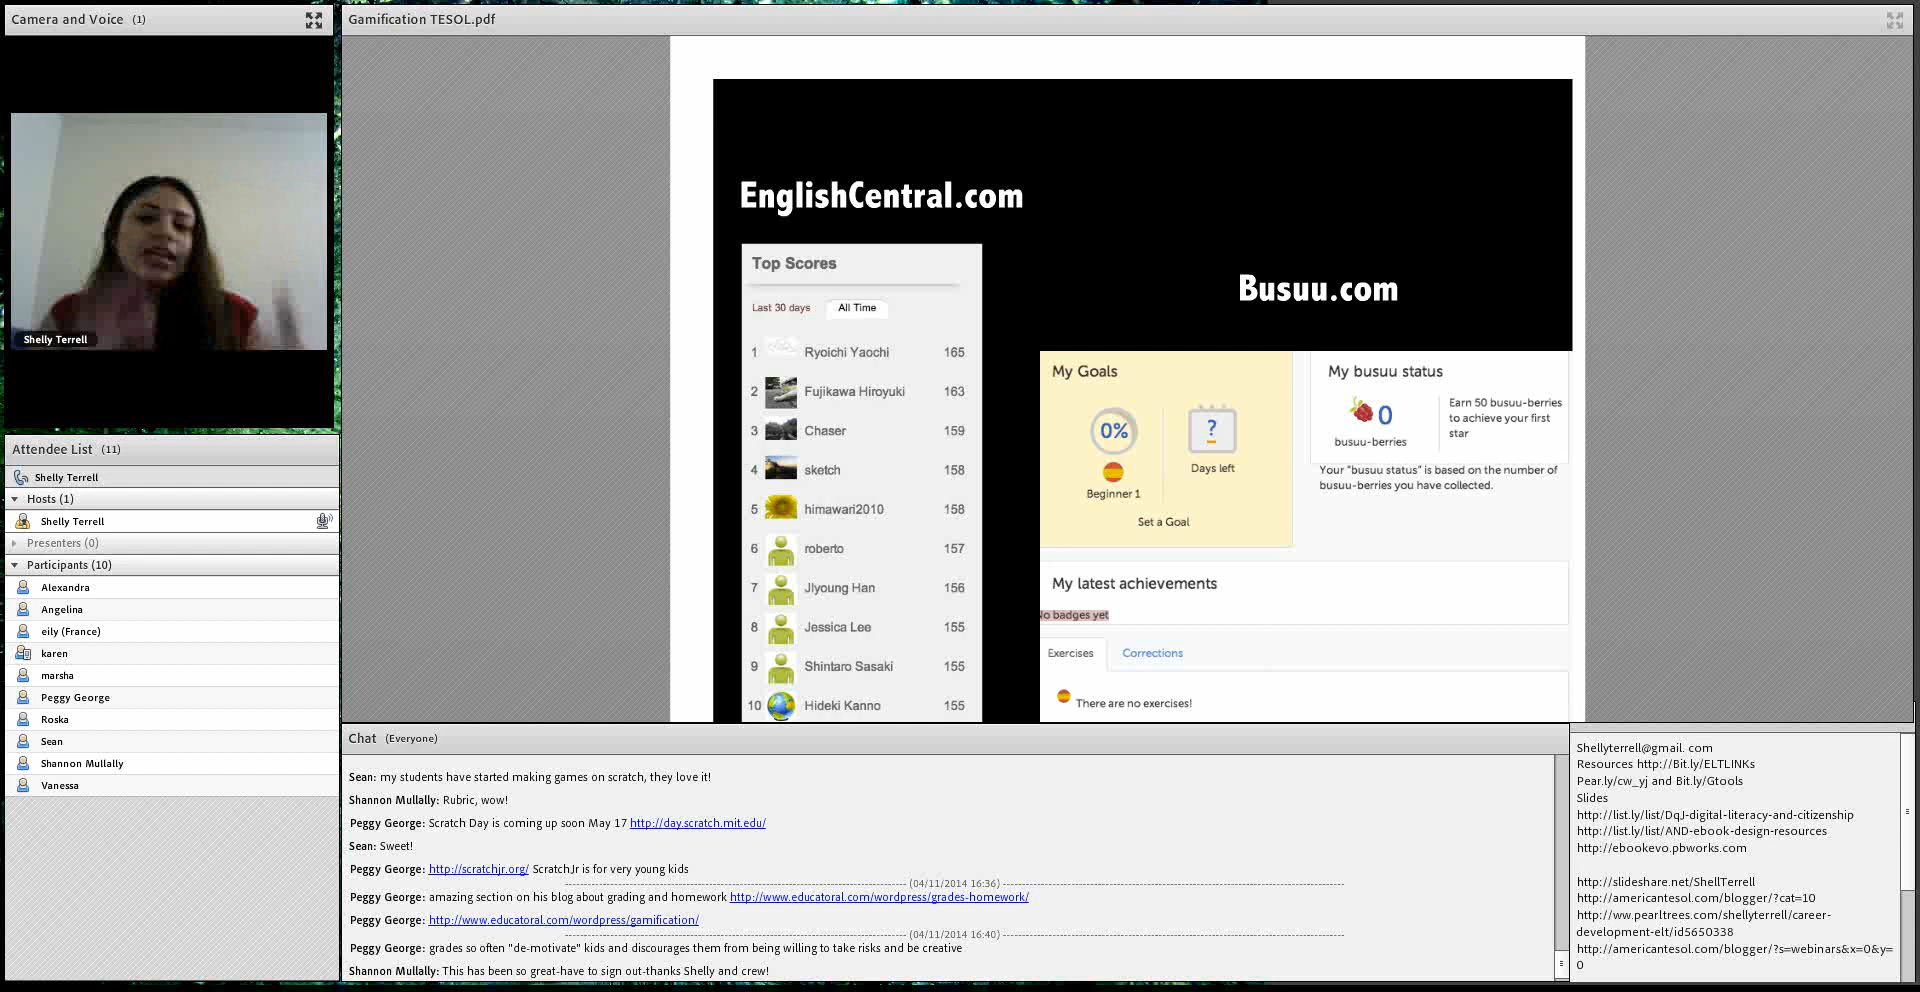 Camera and Voice (1)
Shelly Terrell
Attendee List (11)
Shelly Terrell
Hosts (1)
Shelly Terrell
Presenters (0)
Participants (10)
Alexandra
Angelina
eily (France)
karen
marsha
Peggy George
Roska
Sean
Shannon Mullally
Vanessa
Gamification TESOL.pdf
EnglishCentral.com
Top Scores
Last 30 days All Time
1 Ryoichi Yaochi 165
2 Fujikawa Hiroyuki 163
3 Chaser 159
4 sketch 158
5 himawari2010 158
6 roberto 157
7 JIyoung Han 156
8 Jessica Lee 155
9 Shintaro Sasaki 155
10 Hideki Kanno 155
Busuu.com
My Goals
0% ?
Days left
Beginner 1
Set a Goal
My busuu status
0
busuu-berries
Earn 50 busuu-berries
to achieve your first
star
Your "busuu status" is based on the number of
busuu-berries you have collected.
My latest achievements
No badges yet
Exercises Corrections
There are no exercises!
Chat (Everyone)
Sean: my students have started making games on scratch, they love it!
Shannon Mullally: Rubric, wow!
Peggy George: Scratch Day is coming up soon May 17 http://day.scratch.mit.edu/
Sean: Sweet!
Peggy George: http://scratchjr.org/ ScratchJr is for very young kids
(04/11/2014 16:36)
Peggy George: amazing section on his blog about grading and homework http://www.educatoral.com/wordpress/grades-homework/
Peggy George: http://www.educatoral.com/wordpress/gamification/
(04/11/2014 16:40)
Peggy George: grades so often "de-motivate" kids and discourages them from being willing to take risks and be creative
Shannon Mullally: This has been so great-have to sign out-thanks Shelly and crew!
Shellyterrell@gmail. com
Resources http://Bit.ly/ELTLINKs
Pear.ly/cw_yj and Bit.ly/Gtools
Slides
http://list.ly/list/DqJ-digital-literacy-and-citizenship
http://list.ly/list/AND-ebook-design-resources
http://ebookevo.pbworks.com
http://slideshare.net/ShellTerrell
http://americantesol.com/blogger/?cat=10
http://ww.pearltrees.com/shellyterrell/career-
development-elt/id5650338
http://americantesol.com/blogger/?s=webinars&x=0&y=
0